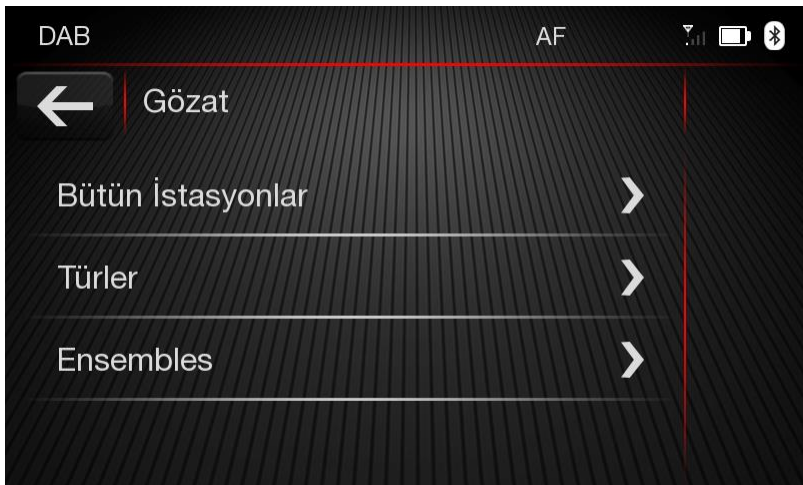 DAB AF
Gözat
Bütün İstasyonlar
Türler
Ensembles